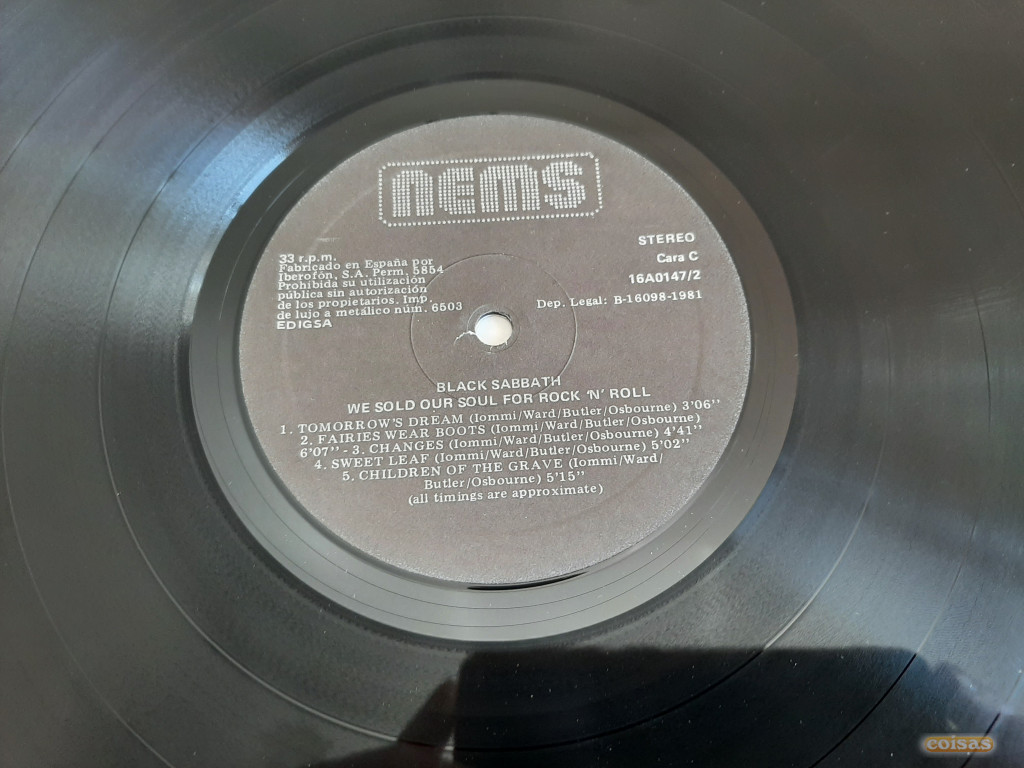 nems
33 r.p.m.
Fabricado en España por
Iberofón, S.A. Perm. 5854
Prohibida su utilización
pública sin autorización
de los propietarios. Imp.
de lujo a metálico núm. 6503
EDIGSA
STEREO
Cara C
16A0147/2
Dep. Legal: B-16098-1981
BLACK SABBATH
WE SOLD OUR SOUL FOR ROCK 'N' ROLL
1. TOMORROW'S DREAM (Iommi/Ward/Butler/Osbourne) 3'06"
2. FAIRIES WEAR BOOTS (Iommi/Ward/Butler/Osbourne)
6'07" - 3. CHANGES (Iommi/Ward/Butler/Osbourne) 4'41"
4. SWEET LEAF (Iommi/Ward/Butler/Osbourne) 5'02"
5. CHILDREN OF THE GRAVE (Iommi/Ward/
Butler/Osbourne) 5'15"
(all timings are approximate)
coisas